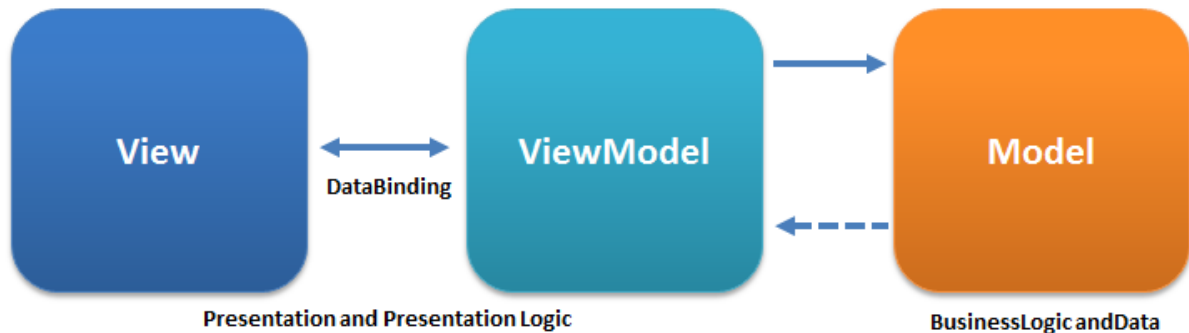 View
ViewModel
Model
DataBinding
Presentation and Presentation Logic
BusinessLogic andData